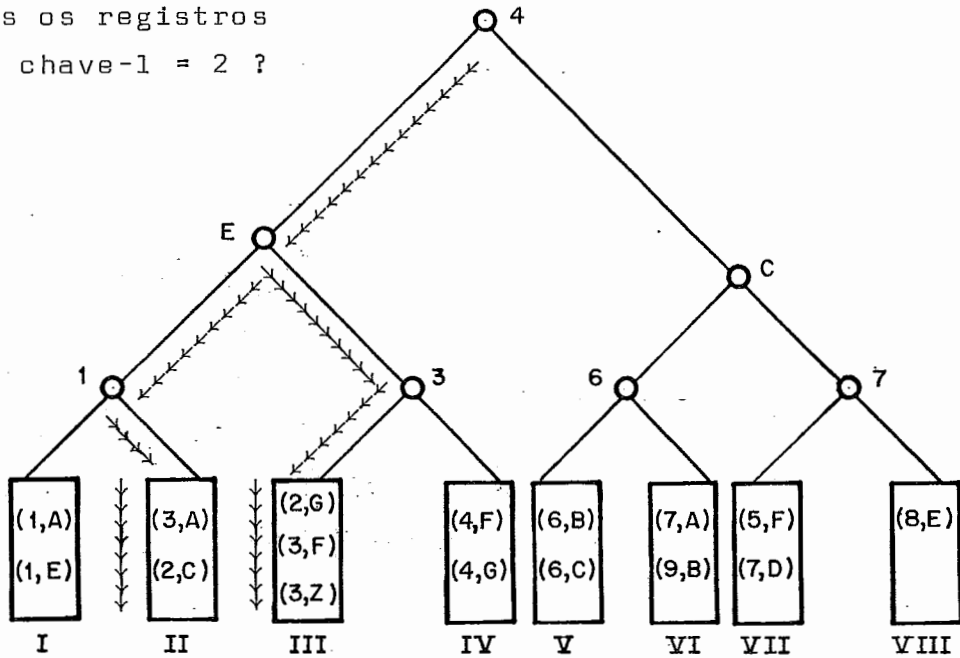 s os registros
chave-1 = 2 ?
4
E
C
1
3
6
7
(1,A) (3,A) (2,G) (4,F) (6,B) (7,A) (5,F) (8,E)
(1,E) (2,C) (3,F) (4,G) (6,C) (9,B) (7,D)
(3,Z)
I II III IV V VI VII VIII